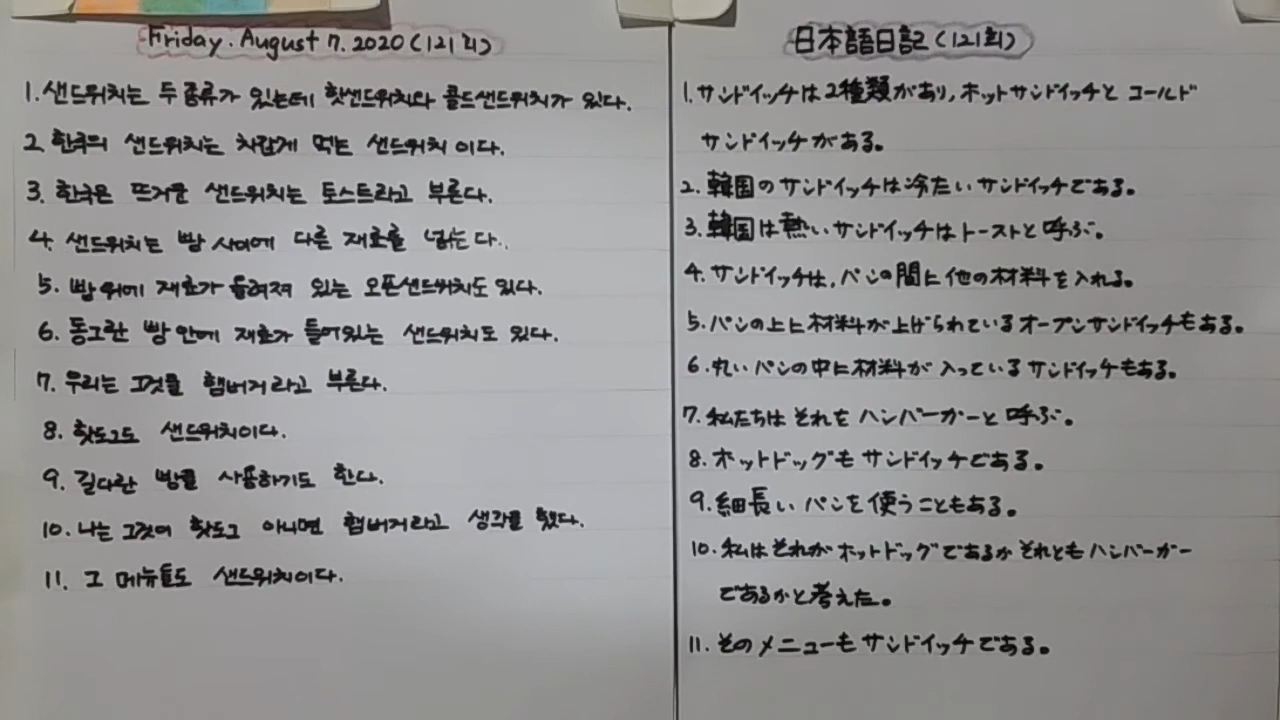 Friday. August 7. 2020 (121회)
1. 샌드위치는 두 종류가 있는데 핫샌드위치와 콜드샌드위치가 있다.
2. 한국의 샌드위치는 차갑게 먹는 샌드위치이다.
3. 한국은 뜨거운 샌드위치는 토스트라고 부른다.
4. 샌드위치는 빵 사이에 다른 재료를 넣는다.
5. 빵 위에 재료가 올려져 있는 오픈샌드위치도 있다.
6. 동그란 빵 안에 재료가 들어있는 샌드위치도 있다.
7. 우리는 그것을 햄버거라고 부른다.
8. 핫도그도 샌드위치이다.
9. 길다란 빵을 사용하기도 한다.
10. 나는 그것이 핫도그 아니면 햄버거라고 생각을 했다.
11. 그 메뉴들도 샌드위치이다.
日本語日記 (121회)
1. サンドイッチは2種類があり, ホットサンドイッチと コールド
サンドイッチがある。
2. 韓国のサンドイッチは冷たいサンドイッチである。
3. 韓国は熱いサンドイッチはトーストと呼ぶ。
4. サンドイッチは, パンの間に他の材料を入れる。
5. パンの上に材料が上げられているオープンサンドイッチもある。
6. 丸いパンの中に材料が入っているサンドイッチもある。
7. 私たちはそれをハンバーガーと呼ぶ。
8. ホットドッグもサンドイッチである。
9. 細長いパンを使うこともある。
10. 私はそれがホットドッグであるかそれともハンバーガー
であるかと考えた。
11. そのメニューもサンドイッチである。